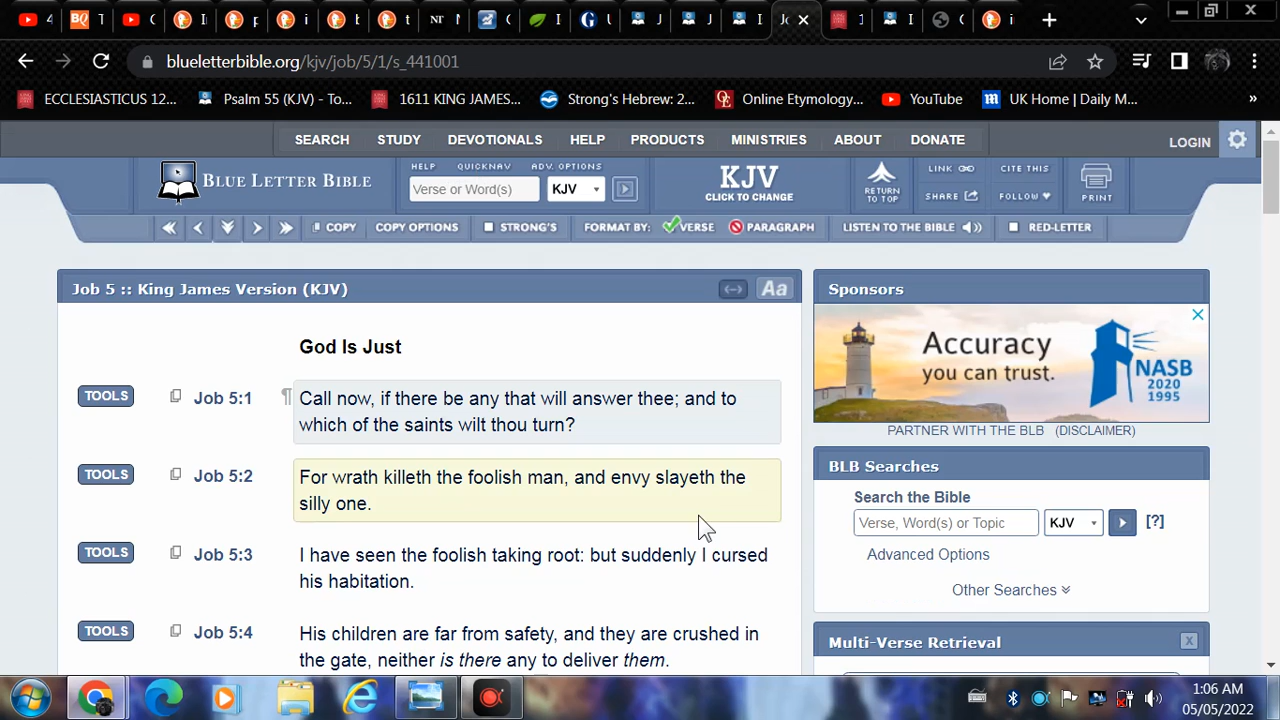 4
BQ
T
C
I
p
i
i
t
N
C
I
U
J
J
I
Jo
1
I
C
i
blueletterbible.org/kjv/job/5/1/s_441001
ECCLESIASTICUS 12...
Psalm 55 (KJV) - To...
1611 KING JAMES...
Strong's Hebrew: 2...
Online Etymology...
YouTube
UK Home | Daily M...
SEARCH STUDY DEVOTIONALS HELP PRODUCTS MINISTRIES ABOUT DONATE
LOGIN
BLUE LETTER BIBLE
HELP QUICKNAV ADV. OPTIONS
Verse or Word(s)
KJV
KJV
CLICK TO CHANGE
RETURN
TO TOP
LINK
CITE THIS
SHARE
FOLLOW
PRINT
COPY COPY OPTIONS STRONG'S FORMAT BY: VERSE PARAGRAPH LISTEN TO THE BIBLE RED-LETTER
Job 5 :: King James Version (KJV)
Aa
God Is Just
TOOLS Job 5:1 ¶ Call now, if there be any that will answer thee; and to
which of the saints wilt thou turn?
TOOLS Job 5:2 For wrath killeth the foolish man, and envy slayeth the
silly one.
TOOLS Job 5:3 I have seen the foolish taking root: but suddenly I cursed
his habitation.
TOOLS Job 5:4 His children are far from safety, and they are crushed in
the gate, neither is there any to deliver them.
Sponsors
Accuracy
you can trust.
NASB
2020
1995
PARTNER WITH THE BLB (DISCLAIMER)
BLB Searches
Search the Bible
Verse, Word(s) or Topic
KJV
[?]
Advanced Options
Other Searches
Multi-Verse Retrieval
1:06 AM
05/05/2022